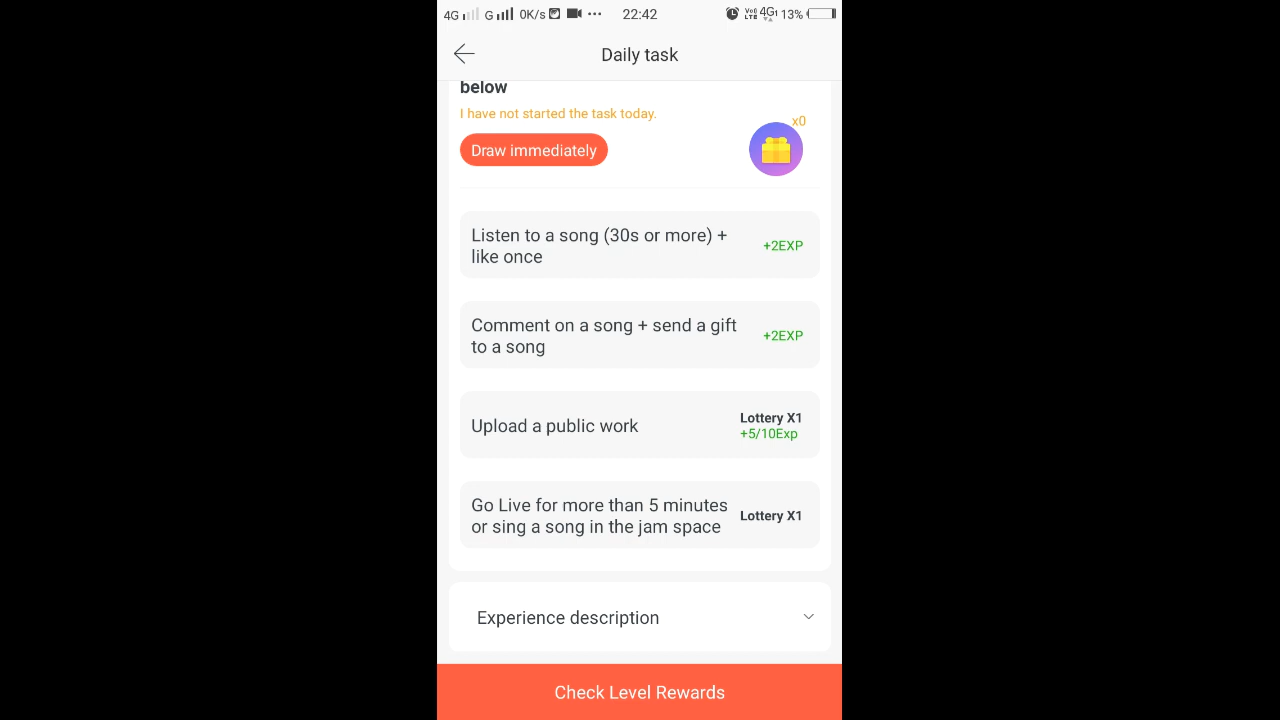 4G G 0K/s ... 22:42 VoD LTE 4G 13%
Daily task
below
I have not started the task today.
x0
Draw immediately
Listen to a song (30s or more) +
like once
+2EXP
Comment on a song + send a gift
to a song
+2EXP
Upload a public work
Lottery X1
+5/10Exp
Go Live for more than 5 minutes
or sing a song in the jam space
Lottery X1
Experience description
Check Level Rewards